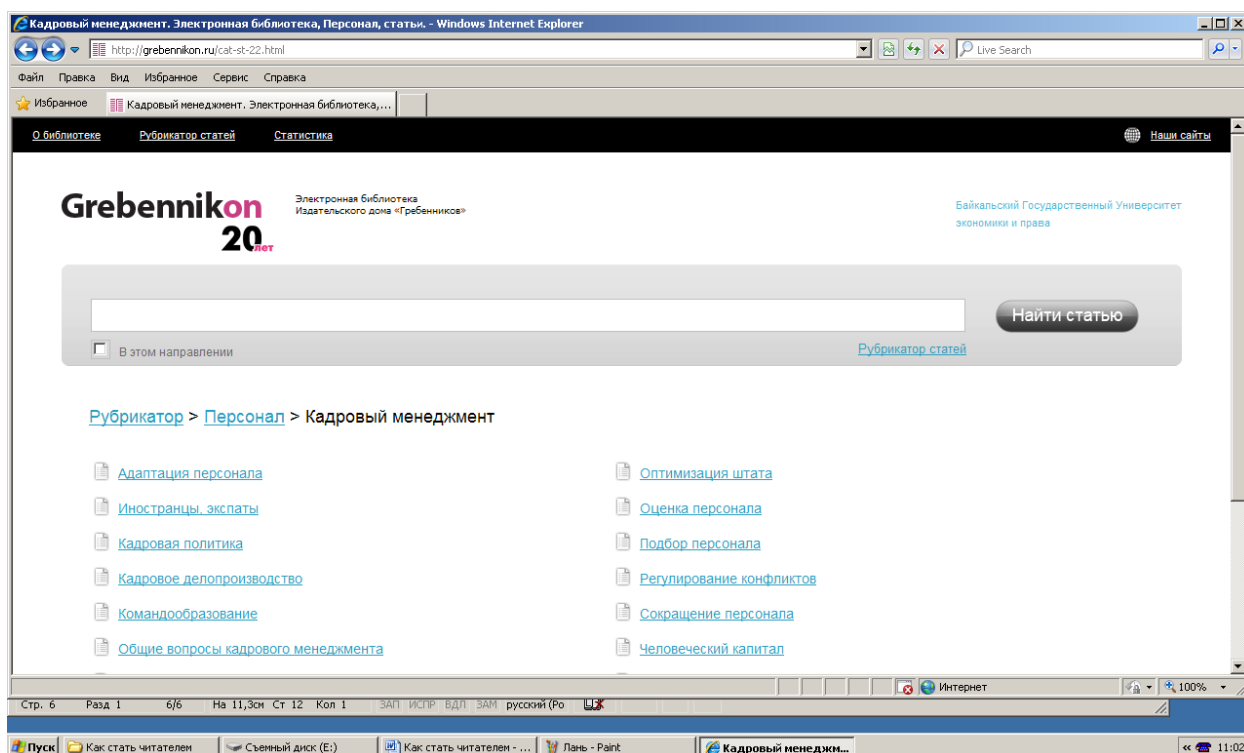 Кадровый менеджмент. Электронная библиотека, Персонал, статьи. - Windows Internet Explorer
http://grebennikon.ru/cat-st-22.html
Live Search
Файл Правка Вид Избранное Сервис Справка
Избранное
Кадровый менеджмент. Электронная библиотека,...
О библиотеке Рубрикатор статей Статистика Наши сайты
Grebennikon
20 лет
Электронная библиотека
Издательского дома «Гребенников»
Байкальский Государственный Университет
экономики и права
Найти статью
В этом направлении
Рубрикатор статей
Рубрикатор > Персонал > Кадровый менеджмент
Адаптация персонала
Иностранцы, экспаты
Кадровая политика
Кадровое делопроизводство
Командообразование
Общие вопросы кадрового менеджмента
Оптимизация штата
Оценка персонала
Подбор персонала
Регулирование конфликтов
Сокращение персонала
Человеческий капитал
Интернет 100%
Стр. 6 Разд 1 6/6 На 11,3см Ст 12 Кол 1 ЗАП ИСПР ВДЛ ЗАМ русский (Ро
Пуск Как стать читателем Съемный диск (E:) Как стать читателем - ... Лань - Paint Кадровый менеджм... « 11:02